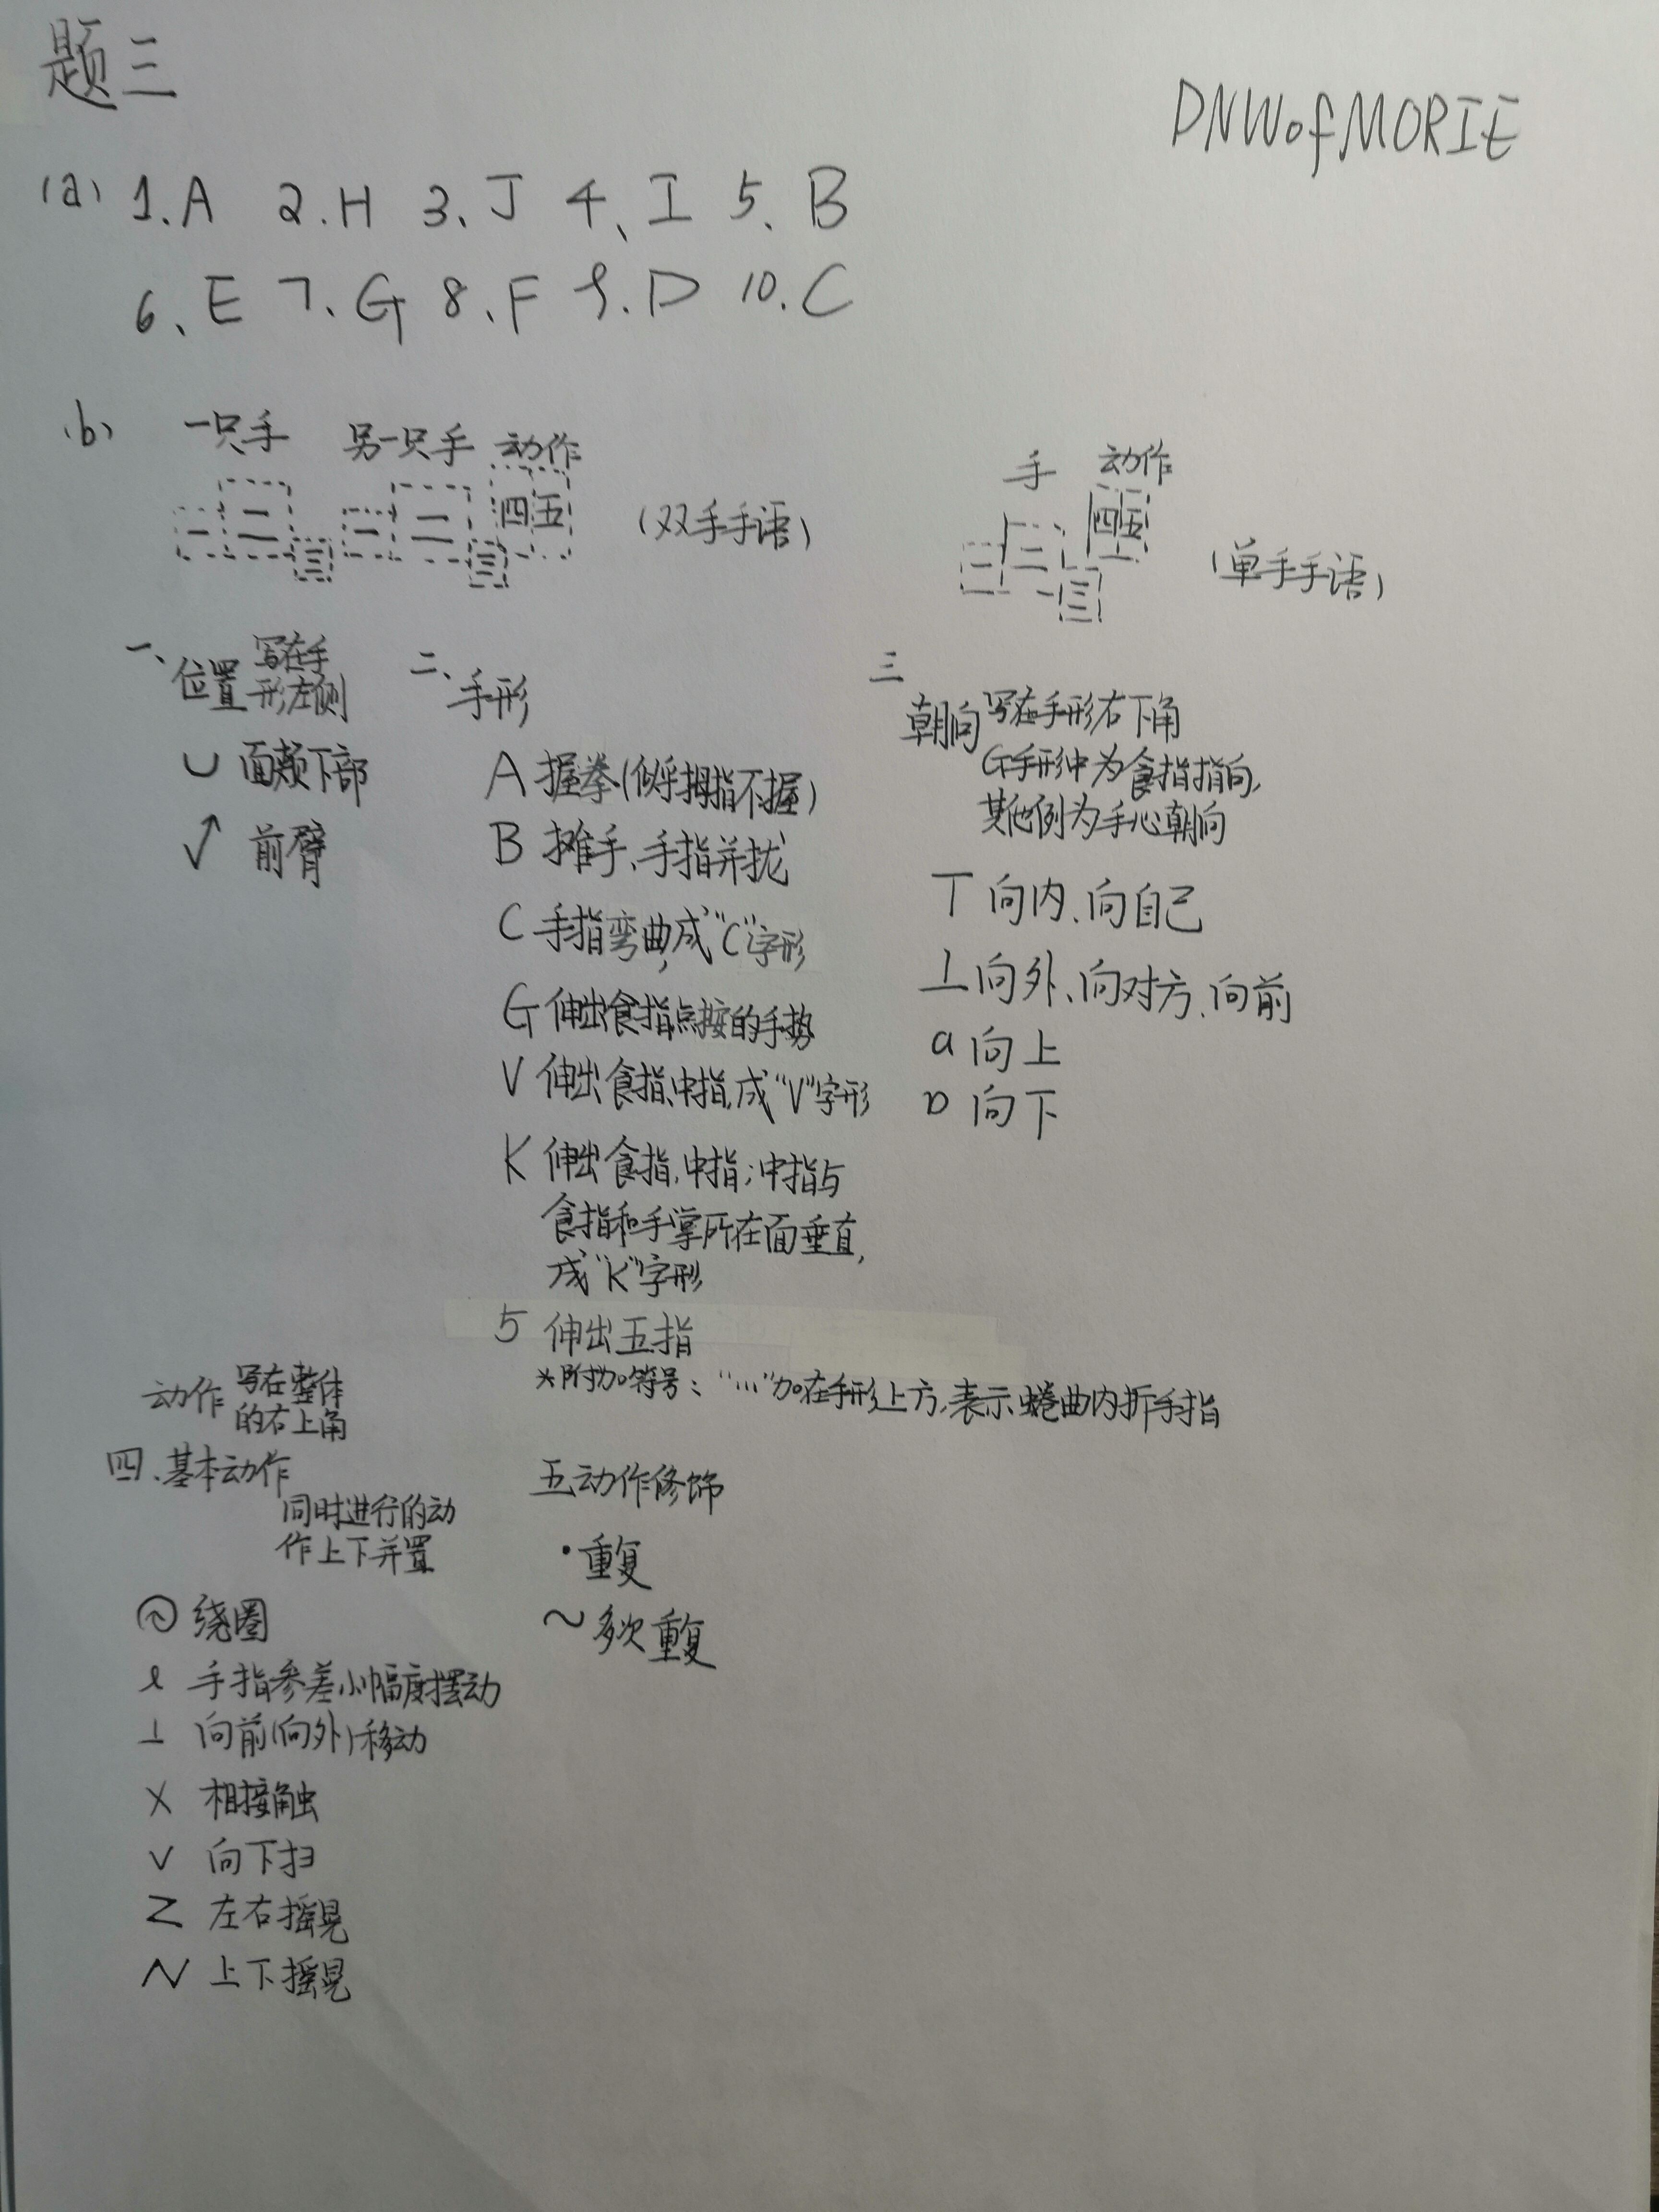 题三
DNWofMORIE
(a) 1.A 2.H 3、J 4、I 5、B
6、E 7.G 8.F 9.D 10.C
(b) 一只手 另一只手 动作
一 二 三 一 二 三 四 五 (双手手语)
手 动作
一 二 三 四 五 (单手手语)
一、位置 写在手形左侧
∪ 面颊下部
✓ 前臂
二、手形
A 握拳(似乎拇指不握)
B 摊手、手指并拢
C 手指弯曲,成“C”字形
G 伸出食指点按的手势
V 伸出食指、中指,成“V”字形
K 伸出食指、中指;中指与
食指和手掌所在面垂直,
成“K”字形
5 伸出五指
*附加符号:“…”加在手形上方,表示蜷曲内折手指
三
朝向 写在手形右下角
G手形中为食指指向,
其他例为手心朝向
⊤ 向内、向自己
⊥ 向外、向对方、向前
ɑ 向上
ɒ 向下
动作 写在整体的右上角
四、基本动作
同时进行的动
作上下并置
绕圈
手指参差小幅度摆动
⊥ 向前(向外)移动
X 相接触
V 向下扫
Z 左右摇晃
N 上下摇晃
五 动作修饰
• 重复
~ 多次重复